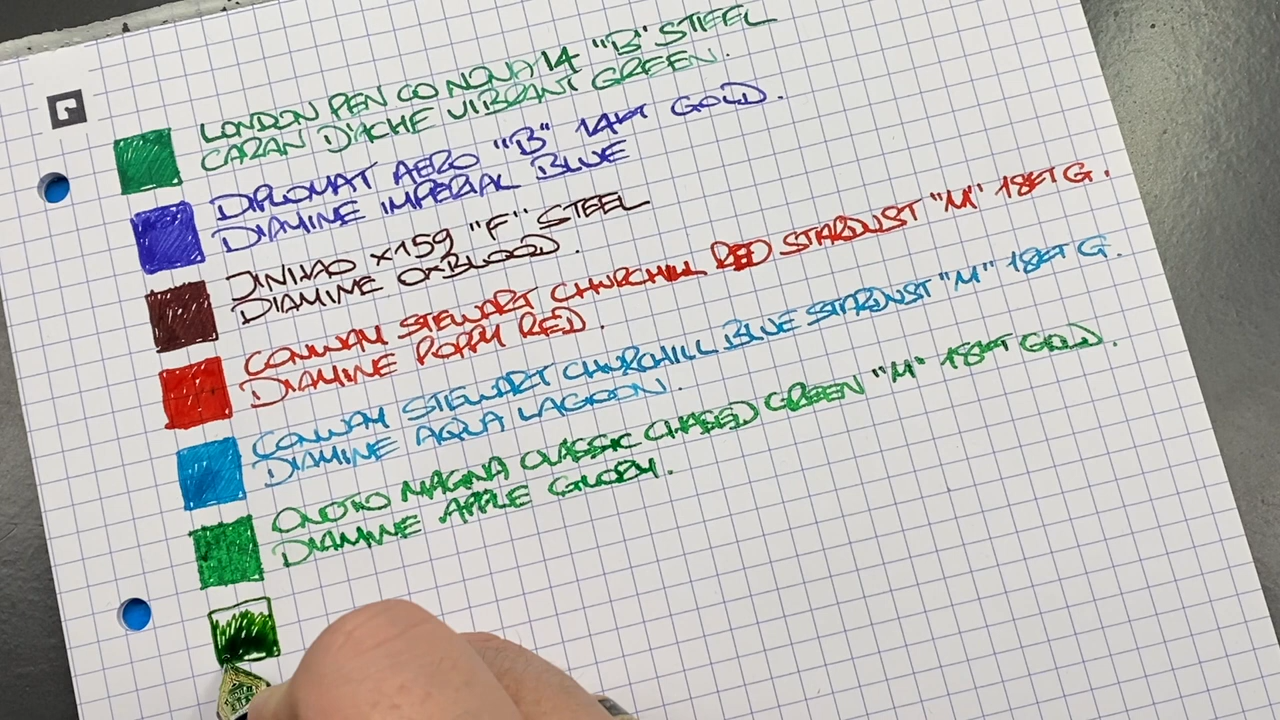 LONDON PEN CO NOVA 14 "B" STEEL
CARAN D'ACHE VIBRANT GREEN.
DIPLOMAT AERO "B" 14KT GOLD.
DIAMINE IMPERIAL BLUE
JINHAO X159 "F" STEEL
DIAMINE OXBLOOD.
CONWAY STEWART CHURCHILL RED STARDUST "M" 18KT G.
DIAMINE POPPY RED.
CONWAY STEWART CHURCHILL BLUE STARDUST "M" 18KT G.
DIAMINE AQUA LAGOON.
ONOTO MAGNA CLASSIC CHASED GREEN "M" 18KT GOLD.
DIAMINE APPLE GLORY.